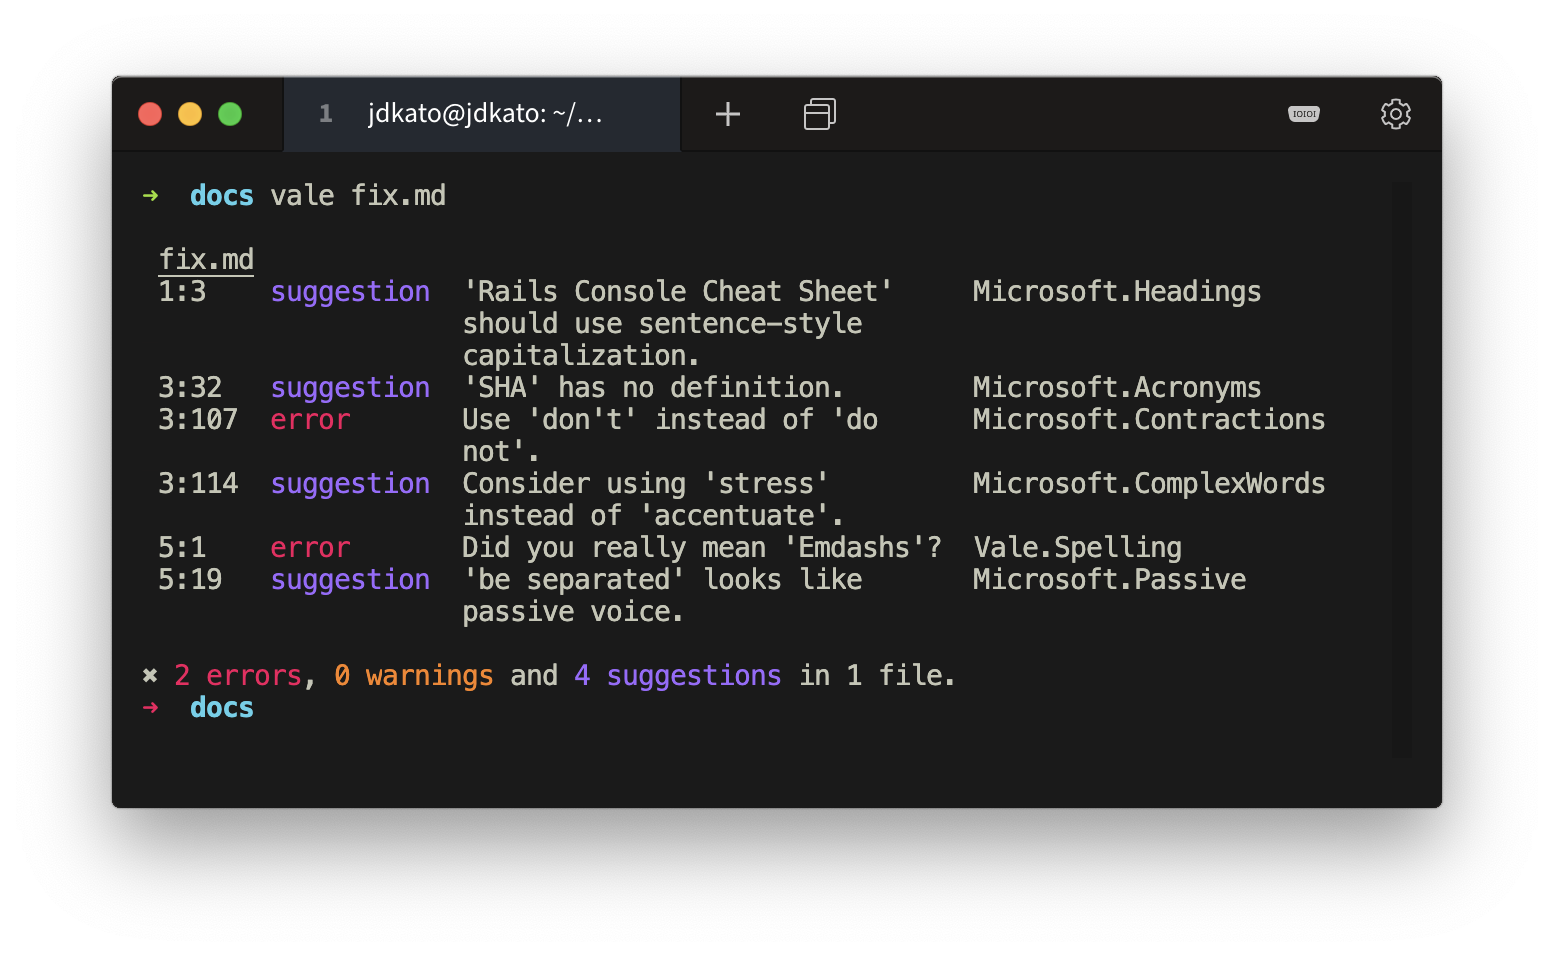 1 jdkato@jdkato: ~/...
IOIOI
→ docs vale fix.md
fix.md
1:3 suggestion 'Rails Console Cheat Sheet' Microsoft.Headings
should use sentence-style
capitalization.
3:32 suggestion 'SHA' has no definition. Microsoft.Acronyms
3:107 error Use 'don't' instead of 'do Microsoft.Contractions
not'.
3:114 suggestion Consider using 'stress' Microsoft.ComplexWords
instead of 'accentuate'.
5:1 error Did you really mean 'Emdashs'? Vale.Spelling
5:19 suggestion 'be separated' looks like Microsoft.Passive
passive voice.
✖ 2 errors, 0 warnings and 4 suggestions in 1 file.
→ docs